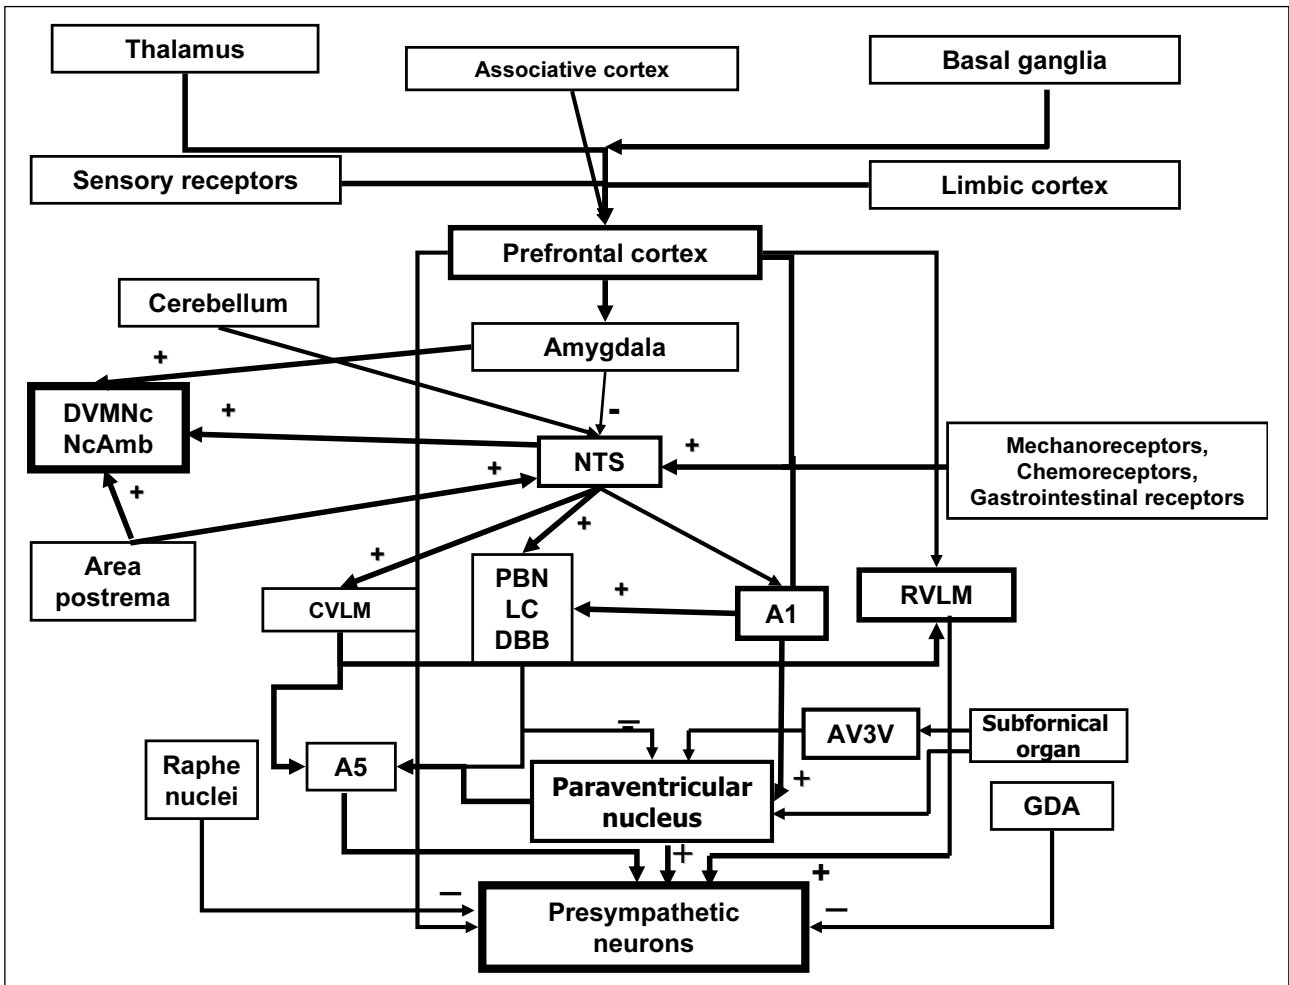 Thalamus
Associative cortex
Basal ganglia
Sensory receptors
Limbic cortex
Prefrontal cortex
Cerebellum
Amygdala
+
DVMNc
NcAmb
+
-
NTS
+
Mechanoreceptors,
Chemoreceptors,
Gastrointestinal receptors
+
+
+
+
Area
postrema
CVLM
PBN
LC
DBB
+
A1
RVLM
–
=
AV3V
Subfornical
organ
Raphe
nuclei
A5
Paraventricular
nucleus
+
GDA
+
+
–
Presympathetic
neurons
–